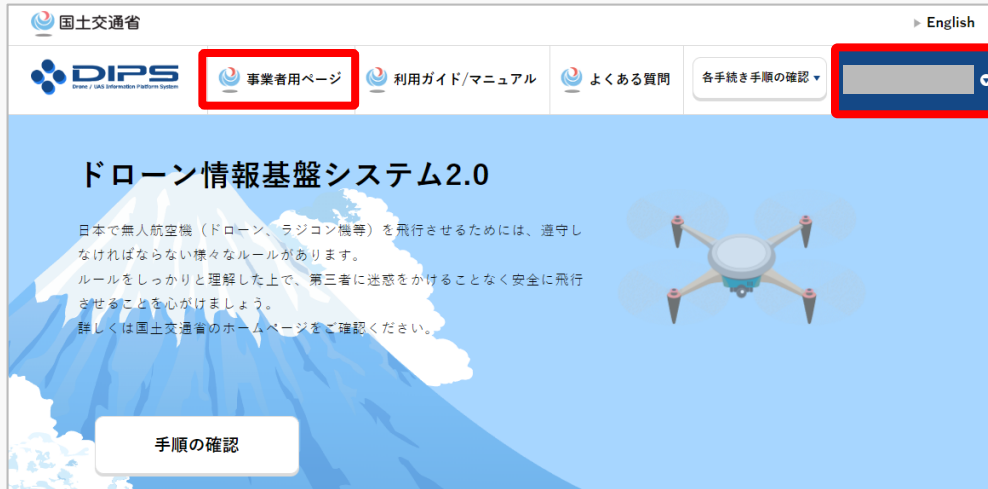 国土交通省
English
DIPS
Drone / UAS Information Platform System
事業者用ページ
利用ガイド/マニュアル
よくある質問
各手続き手順の確認
ドローン情報基盤システム2.0
日本で無人航空機（ドローン、ラジコン機等）を飛行させるためには、遵守し
なければならない様々なルールがあります。
ルールをしっかりと理解した上で、第三者に迷惑をかけることなく安全に飛行
させることを心がけましょう。
詳しくは国土交通省のホームページをご確認ください。
手順の確認